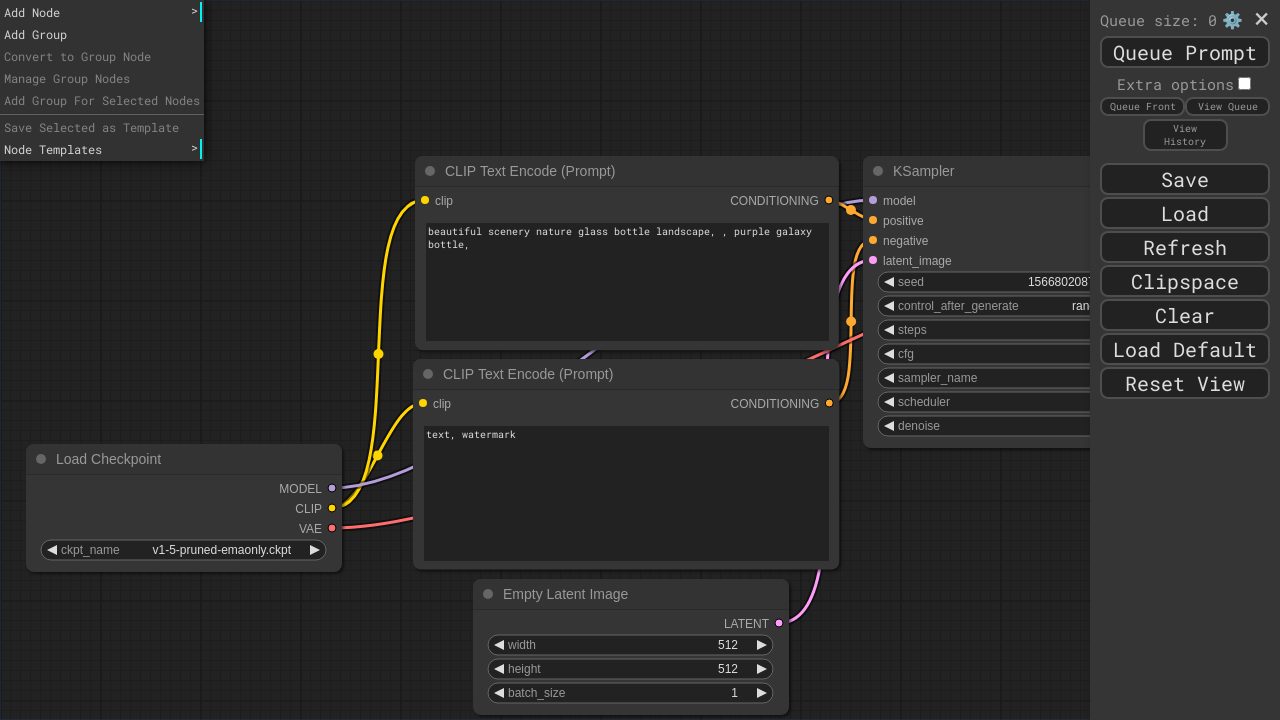 Add Node >
Add Group
Convert to Group Node
Manage Group Nodes
Add Group For Selected Nodes
Save Selected as Template
Node Templates >
CLIP Text Encode (Prompt)
clip CONDITIONING
beautiful scenery nature glass bottle landscape, , purple galaxy
bottle,
CLIP Text Encode (Prompt)
clip CONDITIONING
text, watermark
Load Checkpoint
MODEL
CLIP
VAE
ckpt_name v1-5-pruned-emaonly.ckpt
Empty Latent Image
LATENT
width 512
height 512
batch_size 1
KSampler
model
positive
negative
latent_image
seed
control_after_generate
steps
cfg
sampler_name
scheduler
denoise
Queue size: 0
Queue Prompt
Extra options
Queue Front View Queue
View
History
Save
Load
Refresh
Clipspace
Clear
Load Default
Reset View